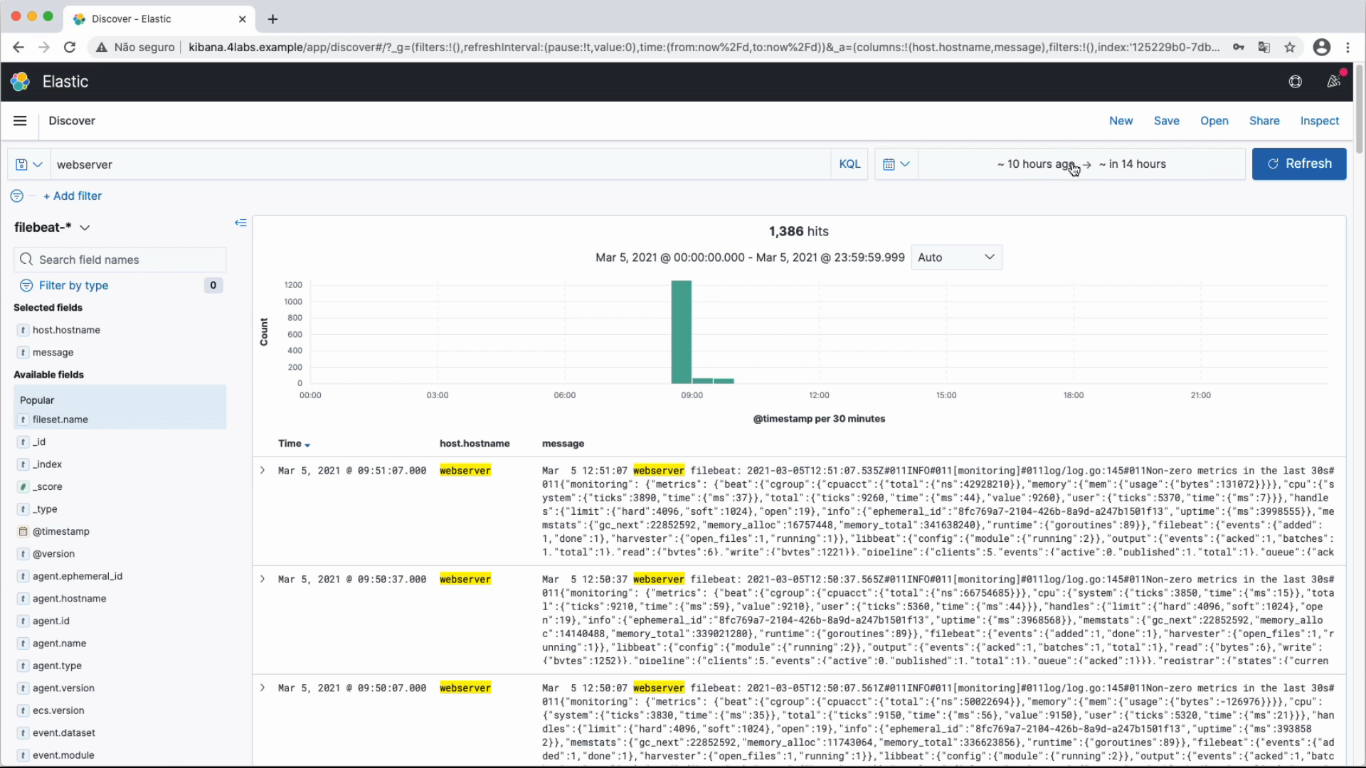 Discover - Elastic
Não seguro
kibana.4labs.example/app/discover#/?_g=(filters:!(),refreshInterval:(pause:!t,value:0),time:(from:now%2Fd,to:now%2Fd))&_a=(columns:!(host.hostname,message),filters:!(),index:'125229b0-7db...
Elastic
Discover
New
Save
Open
Share
Inspect
webserver
KQL
~ 10 hours ago
→
~ in 14 hours
Refresh
+ Add filter
filebeat-*
Search field names
Filter by type
0
Selected fields
t host.hostname
t message
Available fields
Popular
t fileset.name
t _id
t _index
# _score
t _type
@timestamp
t @version
t agent.ephemeral_id
t agent.hostname
t agent.id
t agent.name
t agent.type
t agent.version
t ecs.version
t event.dataset
t event.module
1,386 hits
Mar 5, 2021 @ 00:00:00.000 - Mar 5, 2021 @ 23:59:59.999
Auto
Count
1200
1000
800
600
400
200
0
00:00
03:00
06:00
09:00
12:00
15:00
18:00
21:00
@timestamp per 30 minutes
Time
host.hostname
message
Mar 5, 2021 @ 09:51:07.000
webserver
Mar  5 12:51:07 webserver filebeat: 2021-03-05T12:51:07.535Z#011INFO#011[monitoring]#011log/log.go:145#011Non-zero metrics in the last 30s#
011{"monitoring": {"metrics": {"beat":{"cgroup":{"cpuacct":{"total":{"ns":42928210}},"memory":{"mem":{"usage":{"bytes":131072}}}},"cpu":{"s
ystem":{"ticks":3890,"time":{"ms":37}},"total":{"ticks":9260,"time":{"ms":44},"value":9260},"user":{"ticks":5370,"time":{"ms":7}}},"handle
s":{"limit":{"hard":4096,"soft":1024},"open":19},"info":{"ephemeral_id":"8fc769a7-2104-426b-8a9d-a247b1501f13","uptime":{"ms":3998555}},"me
mstats":{"gc_next":22852592,"memory_alloc":16757448,"memory_total":341638240},"runtime":{"goroutines":89}},"filebeat":{"events":{"added"
:1,"done":1},"harvester":{"open_files":1,"running":1}},"libbeat":{"config":{"module":{"running":2}},"output":{"events":{"acked":1,"batches":
1,"total":1},"read":{"bytes":6},"write":{"bytes":1221}},"pipeline":{"clients":5,"events":{"active":0,"published":1,"total":1},"queue":{"ack
Mar 5, 2021 @ 09:50:37.000
webserver
Mar  5 12:50:37 webserver filebeat: 2021-03-05T12:50:37.565Z#011INFO#011[monitoring]#011log/log.go:145#011Non-zero metrics in the last 30s#
011{"monitoring": {"metrics": {"beat":{"cgroup":{"cpuacct":{"total":{"ns":66754685}}},"cpu":{"system":{"ticks":3850,"time":{"ms":15}},"tota
l":{"ticks":9210,"time":{"ms":59},"value":9210},"user":{"ticks":5360,"time":{"ms":44}}},"handles":{"limit":{"hard":4096,"soft":1024},"ope
n":19},"info":{"ephemeral_id":"8fc769a7-2104-426b-8a9d-a247b1501f13","uptime":{"ms":3968568}},"memstats":{"gc_next":22852592,"memory_allo
c":14140488,"memory_total":339021280},"runtime":{"goroutines":89}},"filebeat":{"events":{"added":1,"done":1},"harvester":{"open_files":1,"r
unning":1}},"libbeat":{"config":{"module":{"running":2}},"output":{"events":{"acked":1,"batches":1,"total":1},"read":{"bytes":6},"write":
{"bytes":1252}},"pipeline":{"clients":5,"events":{"active":0,"published":1,"total":1},"queue":{"acked":1}}},"registrar":{"states":{"curren
Mar 5, 2021 @ 09:50:07.000
webserver
Mar  5 12:50:07 webserver filebeat: 2021-03-05T12:50:07.561Z#011INFO#011[monitoring]#011log/log.go:145#011Non-zero metrics in the last 30s#
011{"monitoring": {"metrics": {"beat":{"cgroup":{"cpuacct":{"total":{"ns":50022694}},"memory":{"mem":{"usage":{"bytes":-126976}}}},"cpu":
{"system":{"ticks":3830,"time":{"ms":35}},"total":{"ticks":9150,"time":{"ms":56},"value":9150},"user":{"ticks":5320,"time":{"ms":21}}},"han
dles":{"limit":{"hard":4096,"soft":1024},"open":19},"info":{"ephemeral_id":"8fc769a7-2104-426b-8a9d-a247b1501f13","uptime":{"ms":393858
2}},"memstats":{"gc_next":22852592,"memory_alloc":11743064,"memory_total":336623856},"runtime":{"goroutines":89}},"filebeat":{"events":{"ad
ded":1,"done":1},"harvester":{"open_files":1,"running":1}},"libbeat":{"config":{"module":{"running":2}},"output":{"events":{"acked":1,"batc